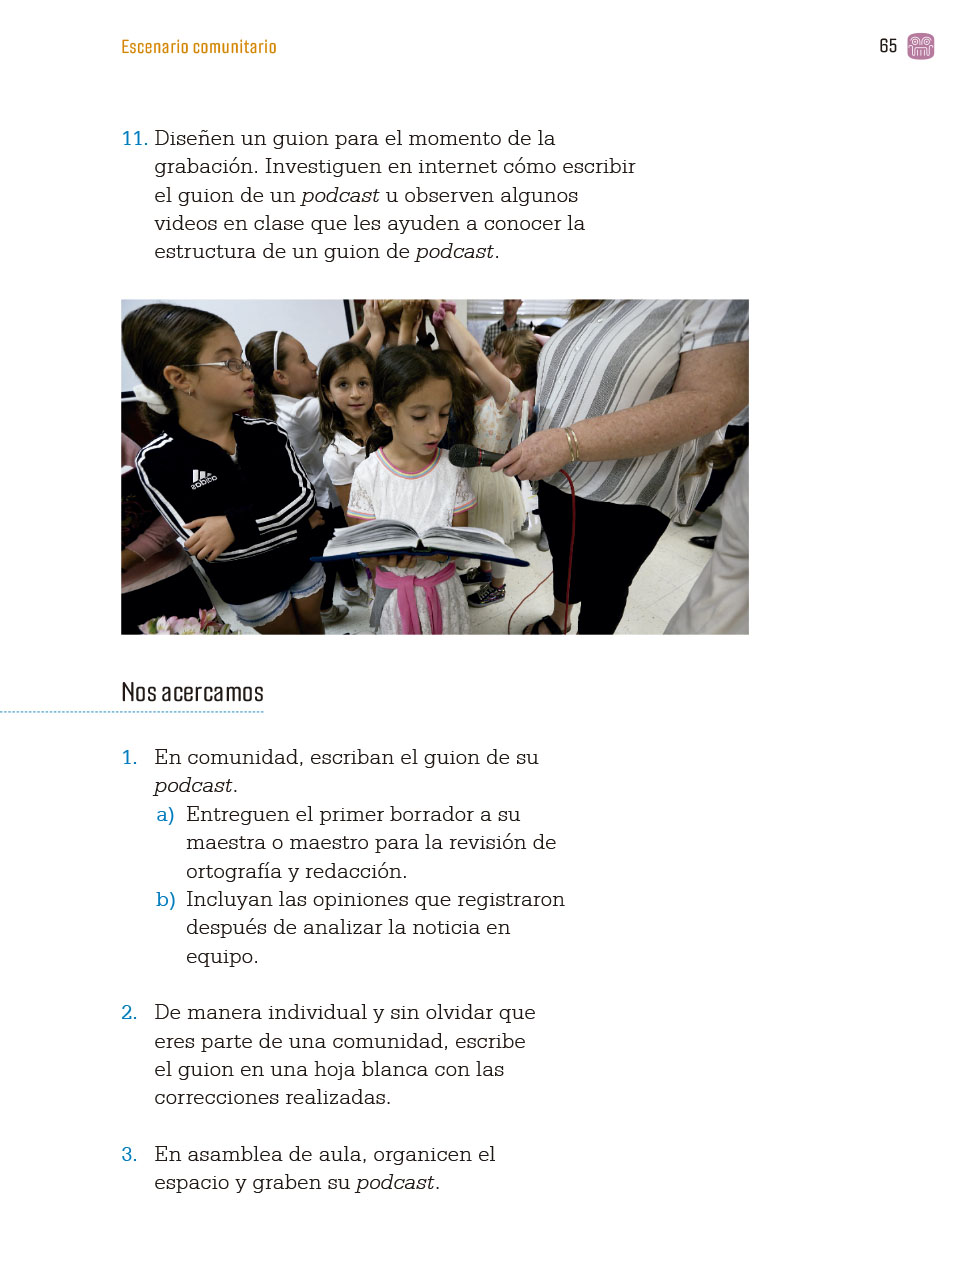 Escenario comunitario
65
11. Diseñen un guion para el momento de la
grabación. Investiguen en internet cómo escribir
el guion de un podcast u observen algunos
videos en clase que les ayuden a conocer la
estructura de un guion de podcast.
adidas
Nos acercamos
1. En comunidad, escriban el guion de su
podcast.
a) Entreguen el primer borrador a su
maestra o maestro para la revisión de
ortografía y redacción.
b) Incluyan las opiniones que registraron
después de analizar la noticia en
equipo.
2. De manera individual y sin olvidar que
eres parte de una comunidad, escribe
el guion en una hoja blanca con las
correcciones realizadas.
3. En asamblea de aula, organicen el
espacio y graben su podcast.